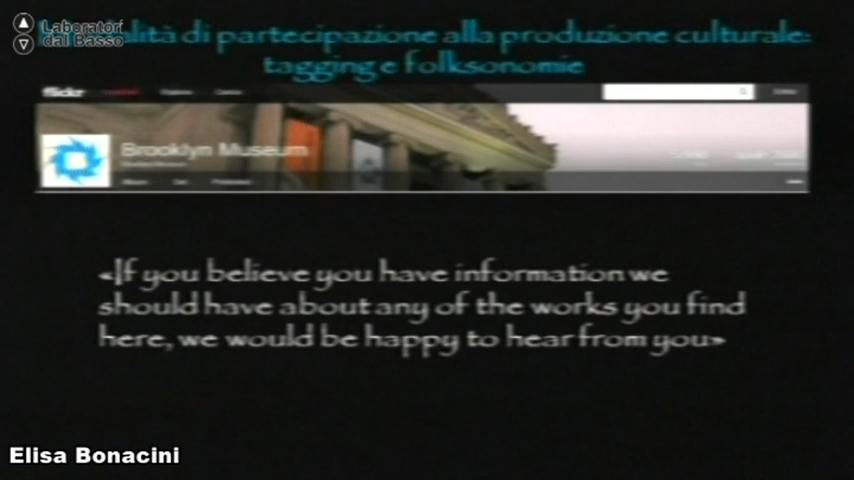 Laboratori
dal Basso
alità di partecipazione alla produzione culturale:
tagging e folksonomie
flickr
Brooklyn Museum
«If you believe you have information we
should have about any of the works you find
here, we would be happy to hear from you»
Elisa Bonacini